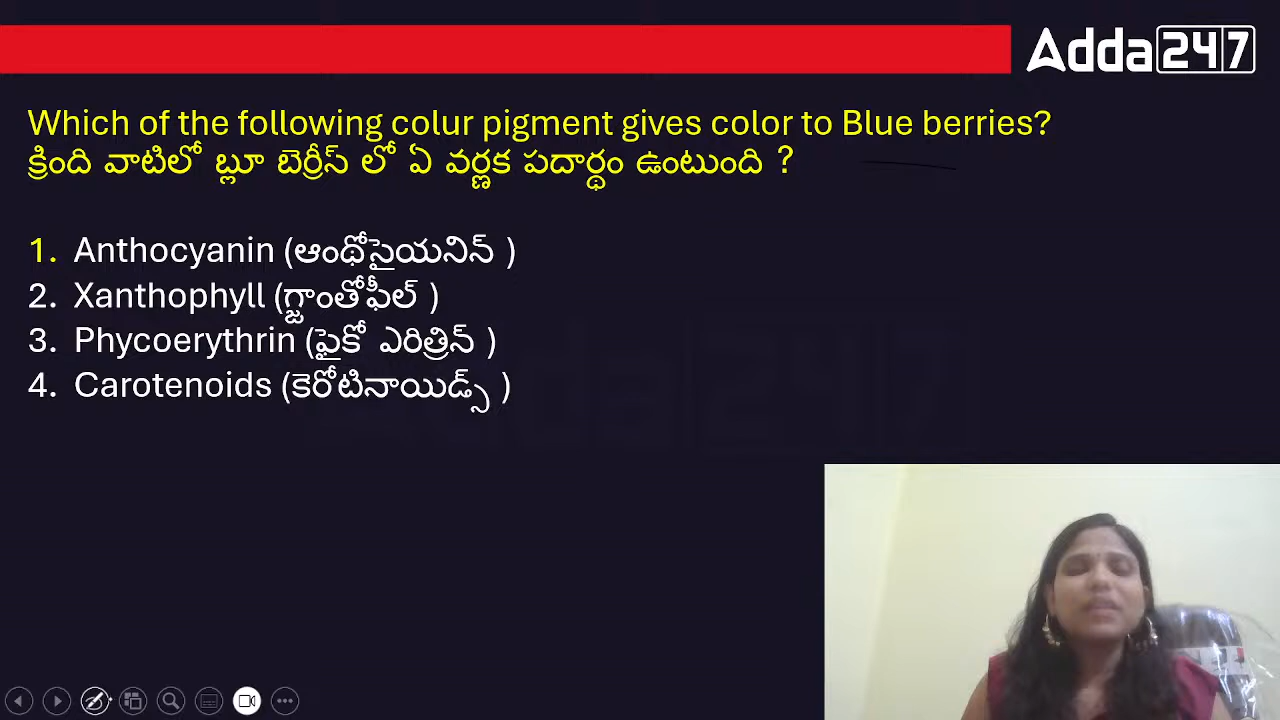 Adda247
Which of the following colur pigment gives color to Blue berries?
క్రింది వాటిలో బ్లూ బెర్రీస్ లో ఏ వర్ణక పదార్థం ఉంటుంది ?
1. Anthocyanin (ఆంథోసైయనిన్ )
2. Xanthophyll (గ్జాంతోఫీల్ )
3. Phycoerythrin (ఫైకో ఎరిత్రిన్ )
4. Carotenoids (కెరోటినాయిడ్స్ )